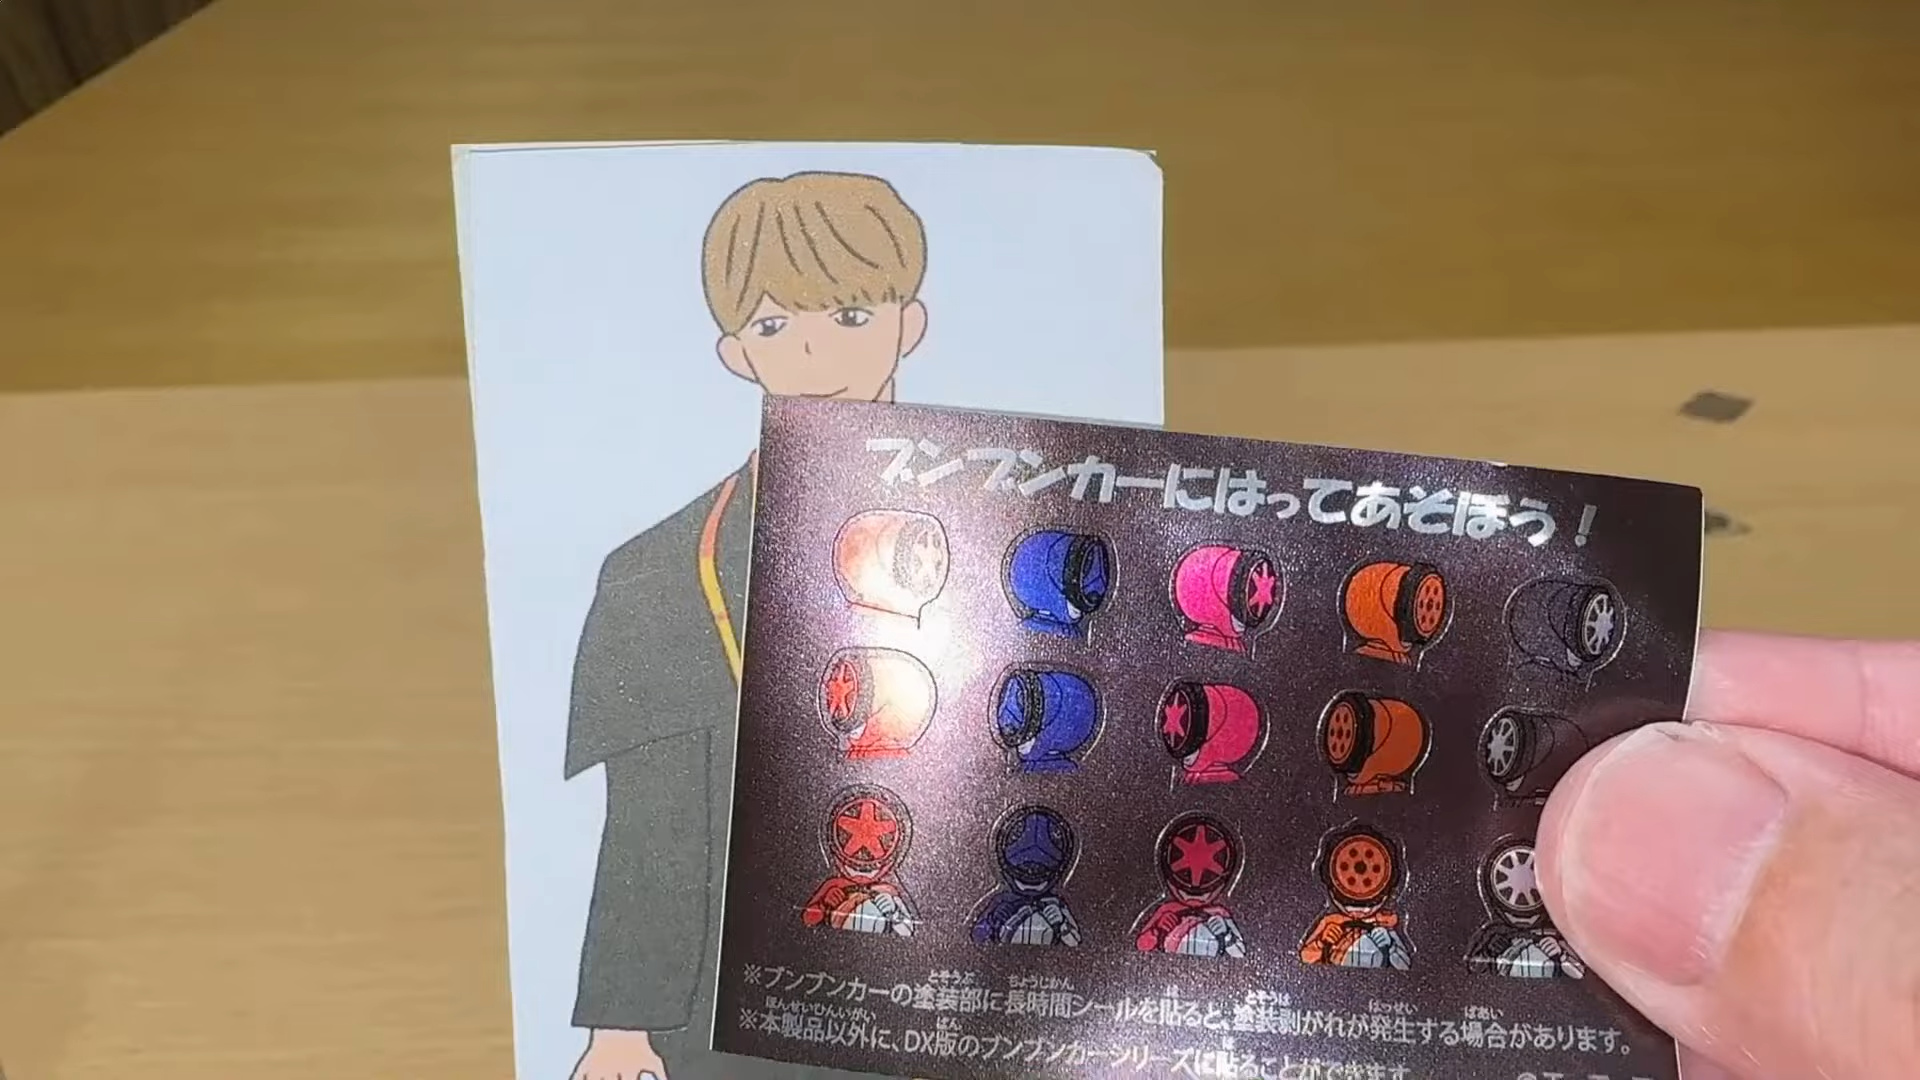 ブンブンカーにはってあそぼう！
※ブンブンカーの塗装部に長時間シールを貼ると、塗装剥がれが発生する場合があります。
※本製品以外に、DX版のブンブンカーシリーズに貼ることができます